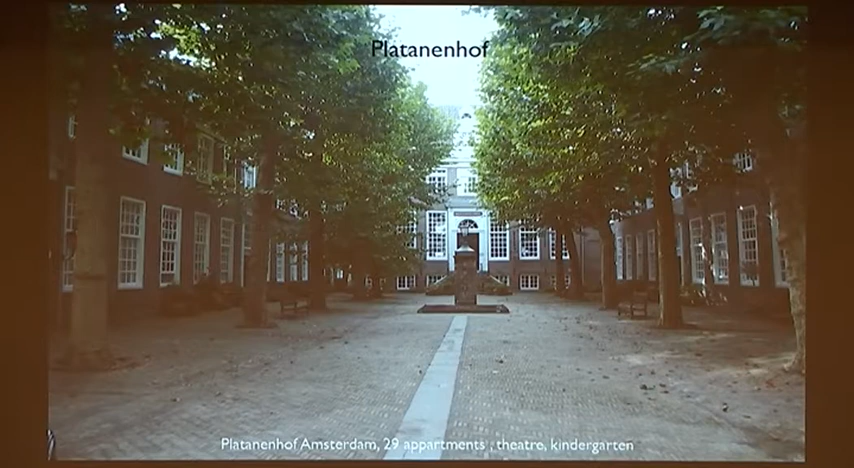 Platanenhof
Platanenhof Amsterdam, 29 appartments , theatre, kindergarten